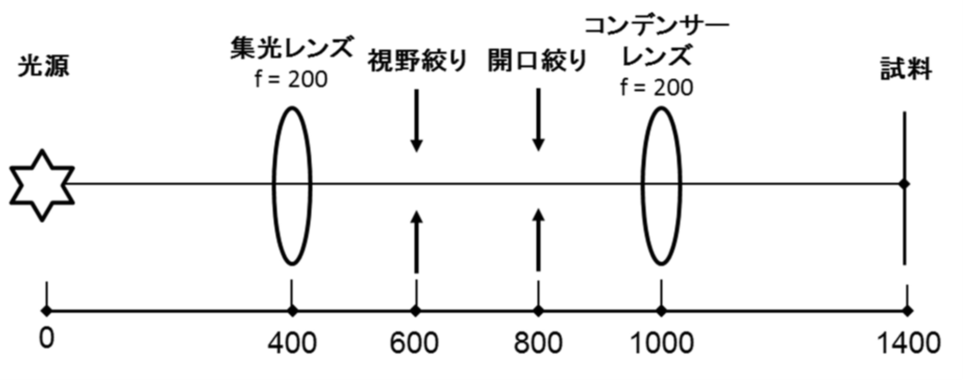 光源
集光レンズ
f = 200
視野絞り
開口絞り
コンデンサー
レンズ
f = 200
試料
0
400
600
800
1000
1400